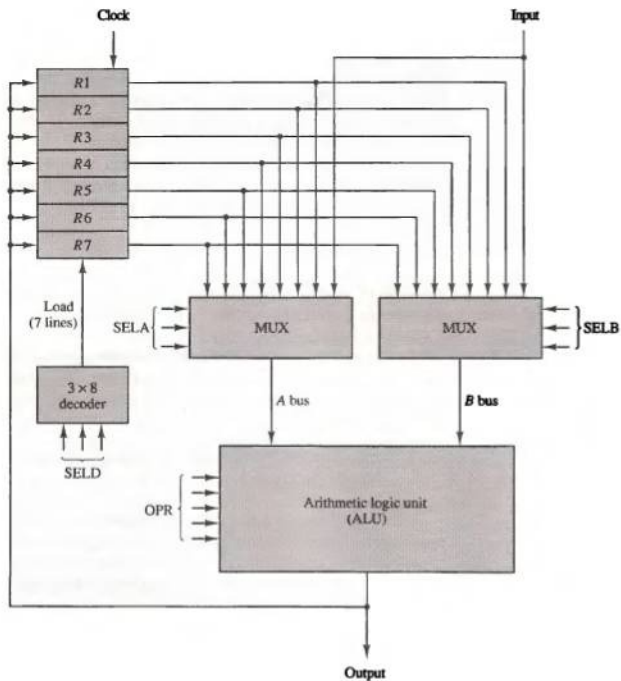 Clock
Input
R1
R2
R3
R4
R5
R6
R7
Load
(7 lines)
SELA
MUX
MUX
SELB
3 × 8
decoder
A bus
B bus
SELD
OPR
Arithmetic logic unit
(ALU)
Output